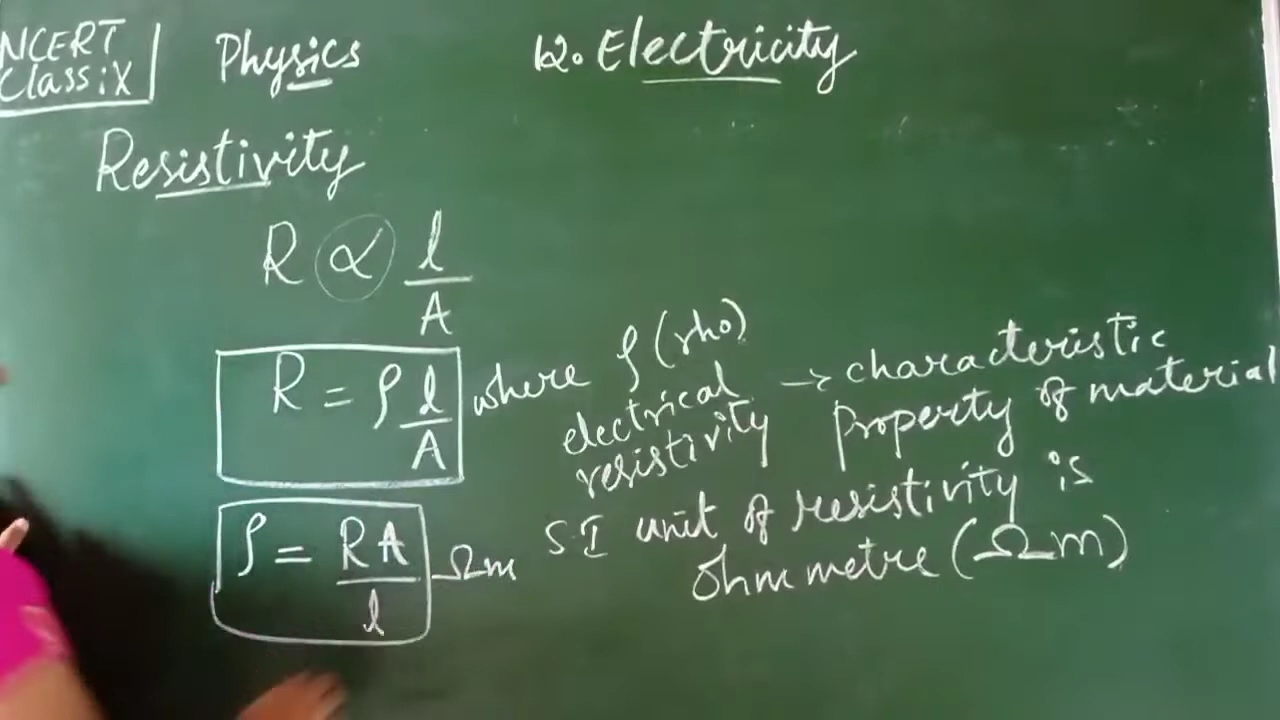 NCERT
Class iX
Physics
12. Electricity
Resistivity
R ∝ l/A
R = ρ l/A
where ρ (rho)
electrical
resistivity
→ characteristic
Property of material
ρ = RA/l Ωm
S.I unit of resistivity is
ohm metre (Ωm)